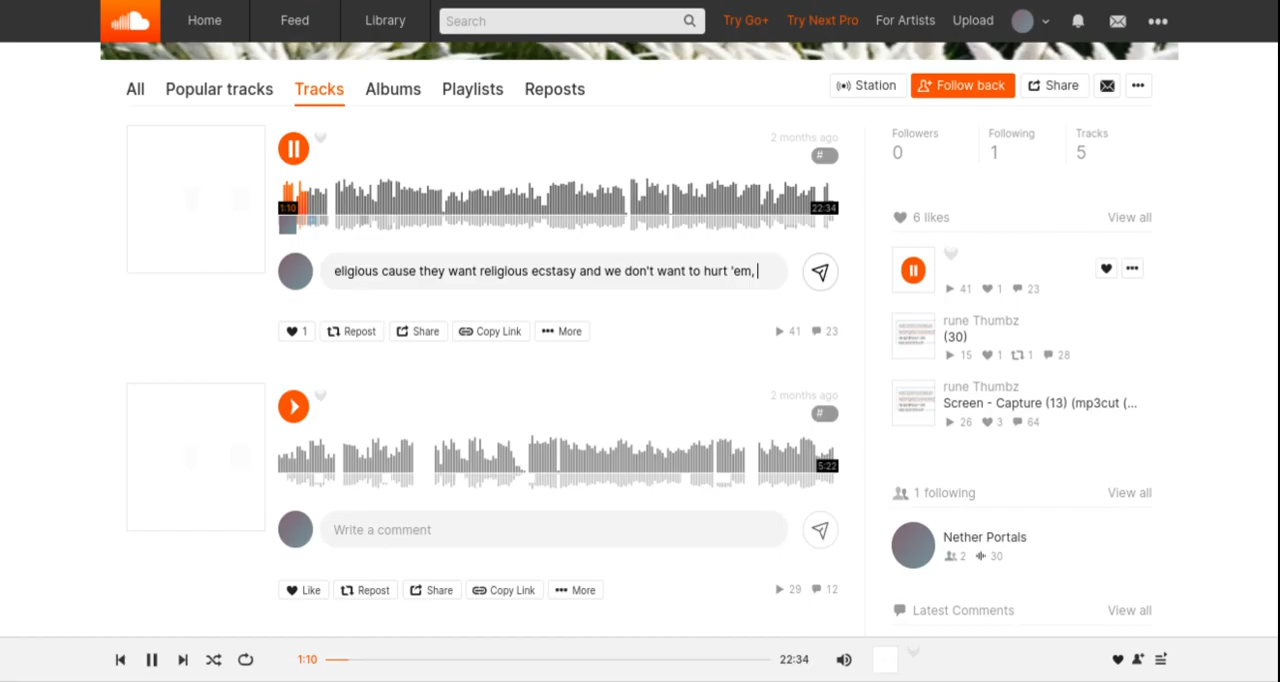 Home Feed Library Search Try Go+ Try Next Pro For Artists Upload
All Popular tracks Tracks Albums Playlists Reposts Station Follow back Share
2 months ago
#
1:10 22:34
eligious cause they want religious ecstasy and we don't want to hurt 'em,
1 Repost Share Copy Link More 41 23
2 months ago
#
5:22
Write a comment
Like Repost Share Copy Link More 29 12
Followers Following Tracks
0 1 5
6 likes View all
41 1 23
rune Thumbz
(30)
15 1 1 28
rune Thumbz
Screen - Capture (13) (mp3cut (...
26 3 64
1 following View all
Nether Portals
2 30
Latest Comments View all
1:10 22:34